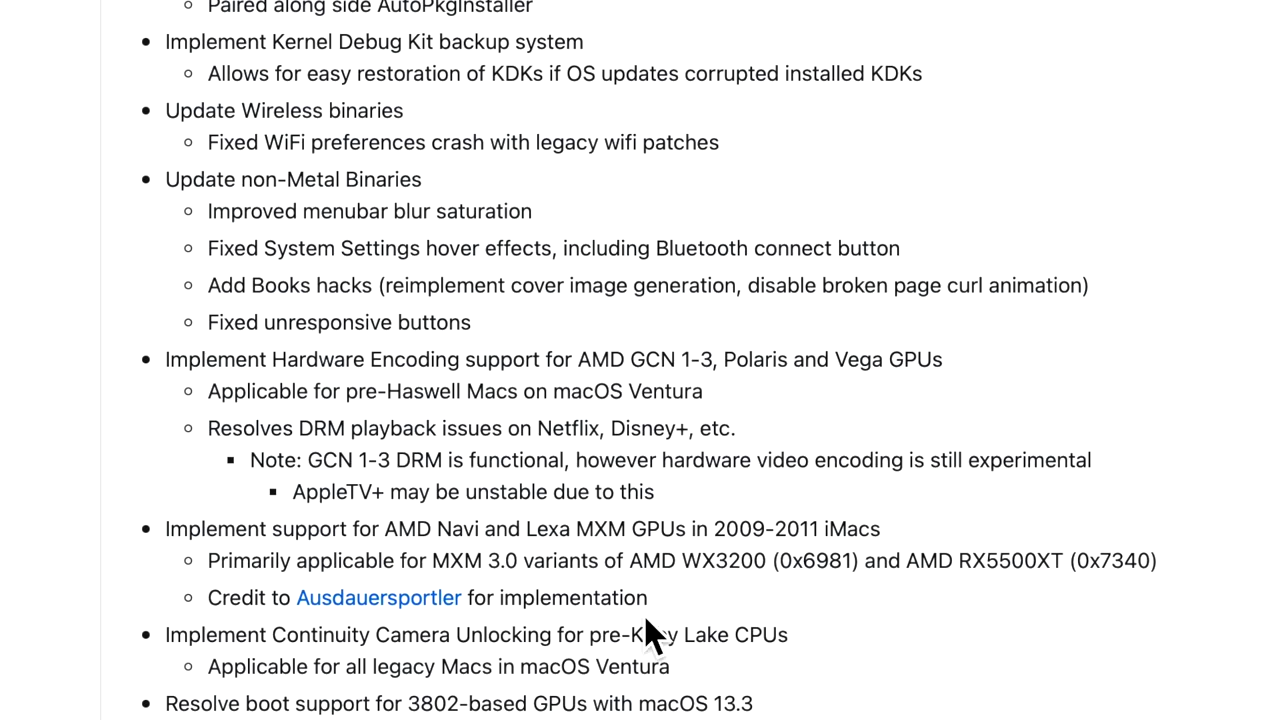 Paired along side AutoPkgInstaller
Implement Kernel Debug Kit backup system
Allows for easy restoration of KDKs if OS updates corrupted installed KDKs
Update Wireless binaries
Fixed WiFi preferences crash with legacy wifi patches
Update non-Metal Binaries
Improved menubar blur saturation
Fixed System Settings hover effects, including Bluetooth connect button
Add Books hacks (reimplement cover image generation, disable broken page curl animation)
Fixed unresponsive buttons
Implement Hardware Encoding support for AMD GCN 1-3, Polaris and Vega GPUs
Applicable for pre-Haswell Macs on macOS Ventura
Resolves DRM playback issues on Netflix, Disney+, etc.
Note: GCN 1-3 DRM is functional, however hardware video encoding is still experimental
AppleTV+ may be unstable due to this
Implement support for AMD Navi and Lexa MXM GPUs in 2009-2011 iMacs
Primarily applicable for MXM 3.0 variants of AMD WX3200 (0x6981) and AMD RX5500XT (0x7340)
Credit to Ausdauersportler for implementation
Implement Continuity Camera Unlocking for pre-Kaby Lake CPUs
Applicable for all legacy Macs in macOS Ventura
Resolve boot support for 3802-based GPUs with macOS 13.3